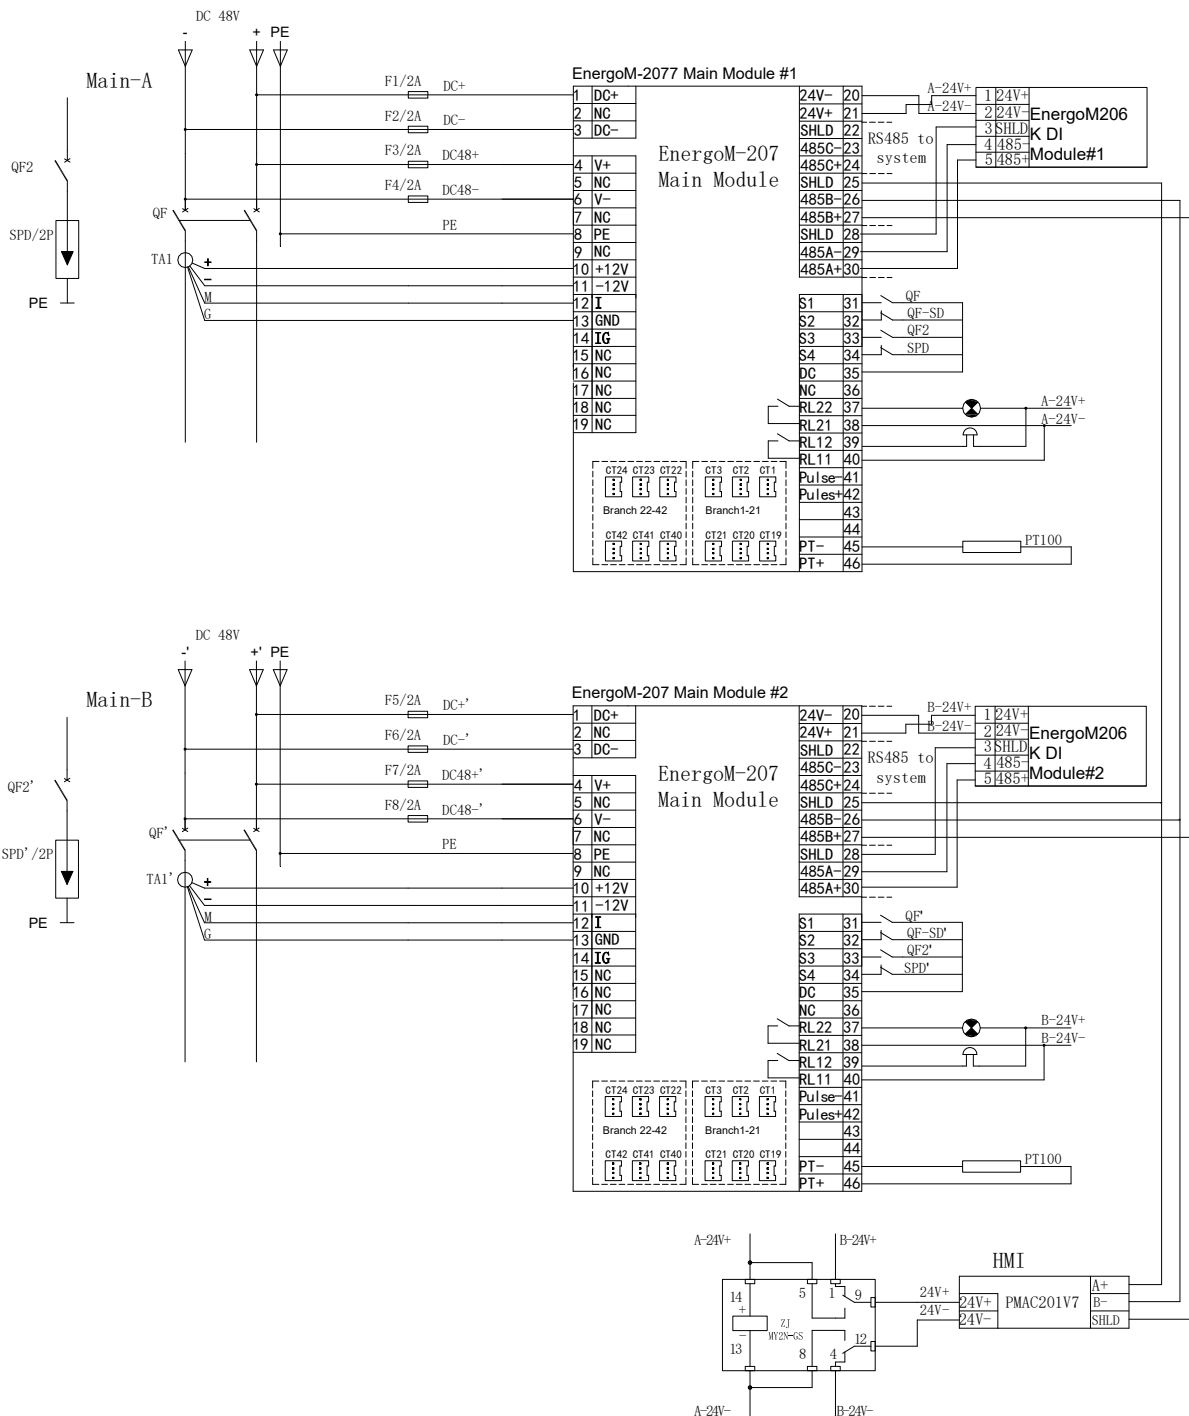 DC 48V
- + PE
Main-A
QF2
SPD/2P
PE
QF
TA1
+
-
M
G
F1/2A DC+
F2/2A DC-
F3/2A DC48+
F4/2A DC48-
PE
EnergoM-2077 Main Module #1
EnergoM-207
Main Module
1 DC+
2 NC
3 DC-
4 V+
5 NC
6 V-
7 NC
8 PE
9 NC
10 +12V
11 -12V
12 I
13 GND
14 IG
15 NC
16 NC
17 NC
18 NC
19 NC
24V- 20
24V+ 21
SHLD 22
485C- 23
485C+ 24
SHLD 25
485B- 26
485B+ 27
SHLD 28
485A- 29
485A+ 30
S1 31
S2 32
S3 33
S4 34
DC 35
NC 36
RL22 37
RL21 38
RL12 39
RL11 40
Pulse- 41
Pules+ 42
43
44
PT- 45
PT+ 46
CT24 CT23 CT22
Branch 22-42
CT42 CT41 CT40
CT3 CT2 CT1
Branch1-21
CT21 CT20 CT19
RS485 to
system
A-24V+
A-24V-
1 24V+
2 24V-
3 SHLD
4 485-
5 485+
EnergoM206
K DI
Module#1
QF
QF-SD
QF2
SPD
A-24V+
A-24V-
PT100
DC 48V
-' +' PE
Main-B
QF2'
SPD'/2P
PE
QF'
TA1'
+
-
M
G
F5/2A DC+'
F6/2A DC-'
F7/2A DC48+'
F8/2A DC48-'
PE
EnergoM-207 Main Module #2
EnergoM-207
Main Module
1 DC+
2 NC
3 DC-
4 V+
5 NC
6 V-
7 NC
8 PE
9 NC
10 +12V
11 -12V
12 I
13 GND
14 IG
15 NC
16 NC
17 NC
18 NC
19 NC
24V- 20
24V+ 21
SHLD 22
485C- 23
485C+ 24
SHLD 25
485B- 26
485B+ 27
SHLD 28
485A- 29
485A+ 30
S1 31
S2 32
S3 33
S4 34
DC 35
NC 36
RL22 37
RL21 38
RL12 39
RL11 40
Pulse- 41
Pules+ 42
43
44
PT- 45
PT+ 46
CT24 CT23 CT22
Branch 22-42
CT42 CT41 CT40
CT3 CT2 CT1
Branch1-21
CT21 CT20 CT19
RS485 to
system
B-24V+
B-24V-
1 24V+
2 24V-
3 SHLD
4 485-
5 485+
EnergoM206
K DI
Module#2
QF'
QF-SD'
QF2'
SPD'
B-24V+
B-24V-
PT100
A-24V+ B-24V+
14 5 1 9
+
-
ZJ
MY2N-GS
13 8 4 12
A-24V- B-24V-
HMI
24V+
24V-
24V+
24V-
PMAC201V7
A+
B-
SHLD